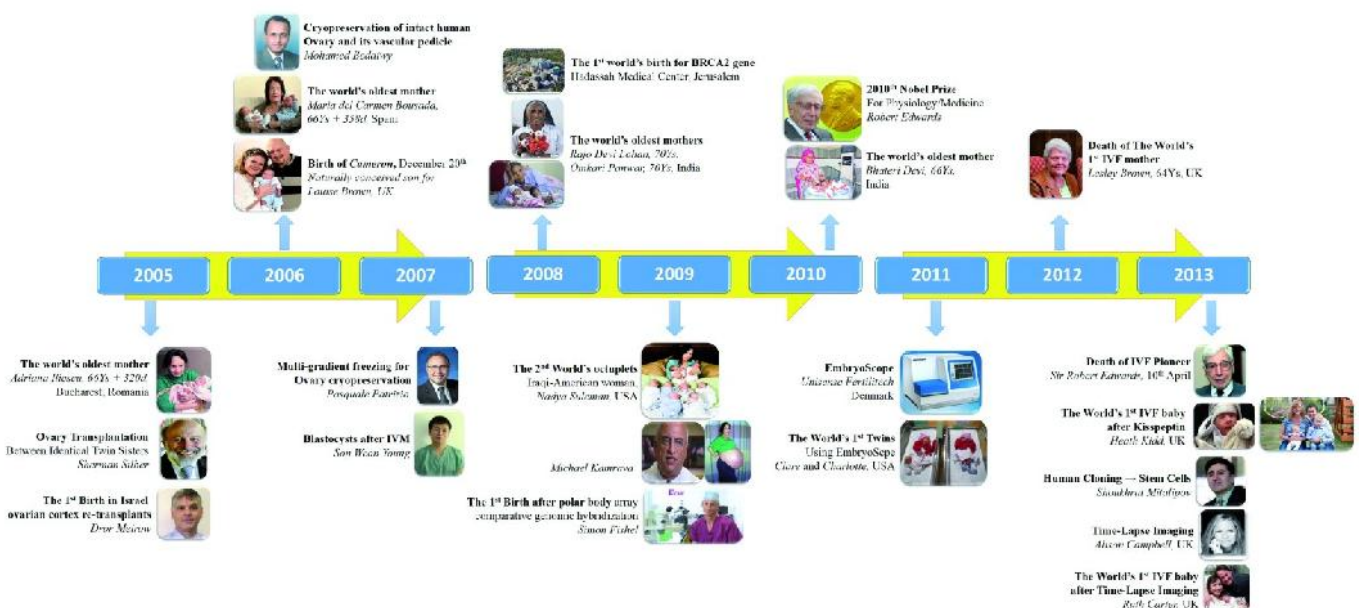 Cryopreservation of intact human
Ovary and its vascular pedicle
Mohamed Bedaiwy
The world's oldest mother
Maria del Carmen Bousada,
66Ys + 358d, Spain
Birth of Cameron, December 20th
Naturally conceived son for
Louise Brown, UK
The 1st world's birth for BRCA2 gene
Hadassah Medical Center, Jerusalem
The world's oldest mothers
Rajo Devi Lohan, 70Ys,
Omkari Panwar, 70Ys, India
2010th Nobel Prize
For Physiology/Medicine
Robert Edwards
The world's oldest mother
Bhateri Devi, 66Ys,
India
Death of The World's
1st IVF mother
Lesley Brown, 64Ys, UK
2005
2006
2007
2008
2009
2010
2011
2012
2013
The world's oldest mother
Adriana Iliescu, 66Ys + 320d,
Bucharest, Romania
Ovary Transplantation
Between Identical Twin Sisters
Sherman Silber
The 1st Birth in Israel
ovarian cortex re-transplants
Dror Meirow
Multi-gradient freezing for
Ovary cryopreservation
Pasquale Patrizio
Blastocysts after IVM
Son Weon Young
The 2nd World's octuplets
Iraqi-American woman,
Nadya Suleman, USA
Michael Kamrava
The 1st Birth after polar body array
comparative genomic hybridization
Simon Fishel
EmbryoScope
Unisense Fertilitech
Denmark
The World's 1st Twins
Using EmbryoSope
Clare and Charlotte, USA
Death of IVF Pioneer
Sir Robert Edwards, 10th April
The World's 1st IVF baby
after Kisspeptin
Heath Kidd, UK
Human Cloning → Stem Cells
Shoukhrat Mitalipov
Time-Lapse Imaging
Alison Campbell, UK
The World's 1st IVF baby
after Time-Lapse Imaging
Ruth Carter, UK